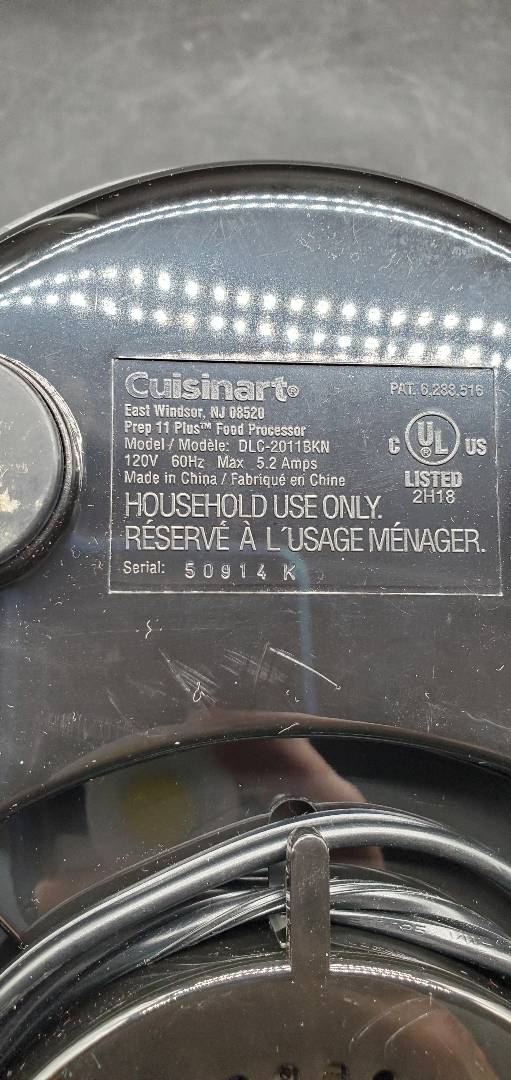 Cuisinart®
PAT. 6,283,516
East Windsor, NJ 08520
Prep 11 Plus™ Food Processor
Model / Modèle: DLC-2011BKN
120V 60Hz Max 5.2 Amps
Made in China / Fabriqué en Chine
C UL® US
LISTED
2H18
HOUSEHOLD USE ONLY.
RÉSERVÉ À L'USAGE MÉNAGER.
Serial: 50914 K